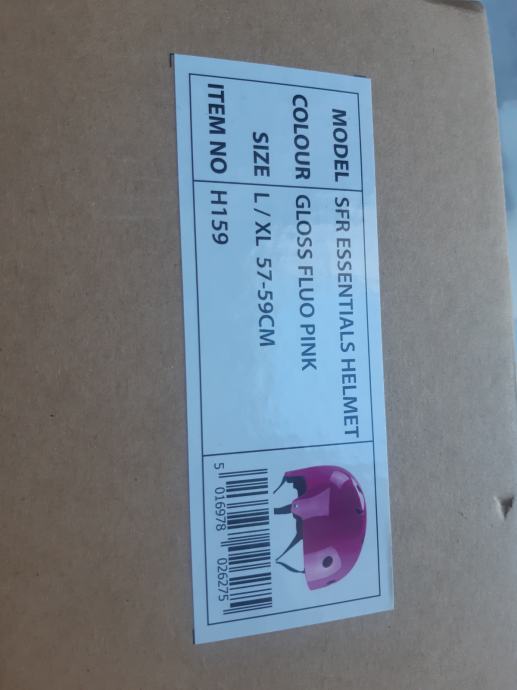 MODEL SFR ESSENTIALS HELMET
COLOUR GLOSS FLUO PINK
SIZE L / XL 57-59CM
ITEM NO H159
5 016978 026275